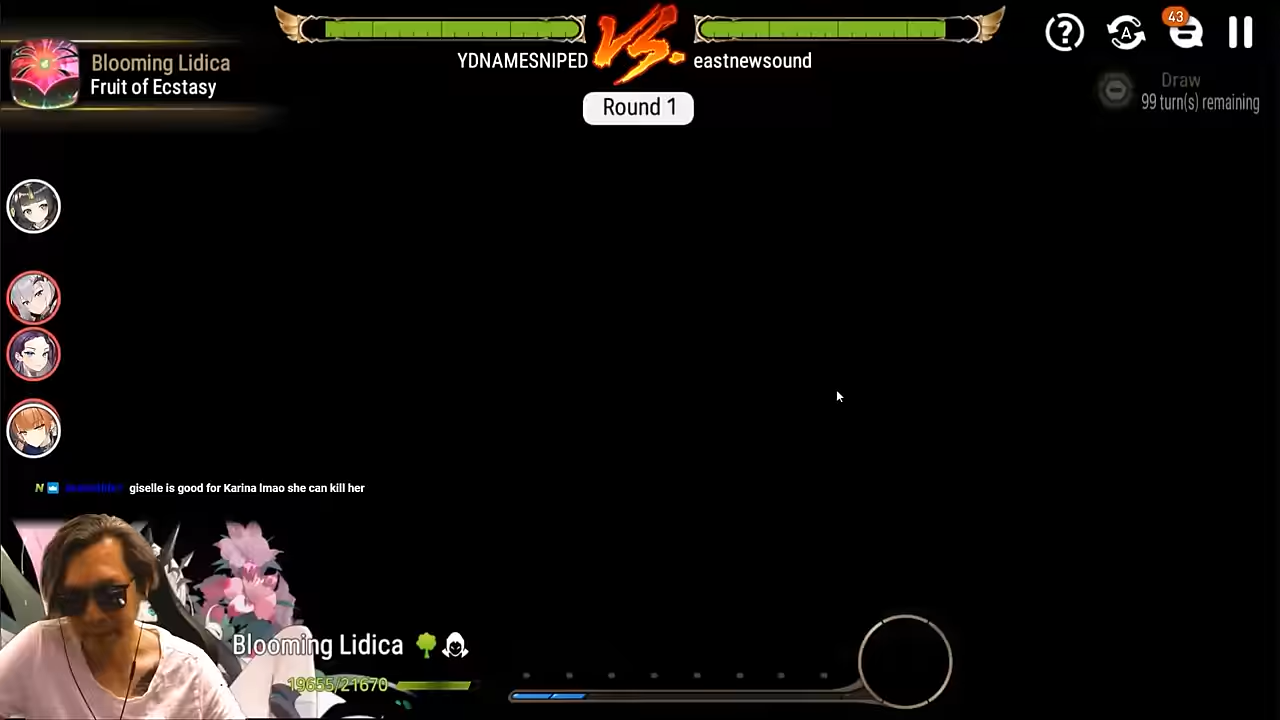 Blooming Lidica
Fruit of Ecstasy
VS.
YDNAMESNIPED
eastnewsound
Round 1
?
A
43
Draw
99 turn(s) remaining
giselle is good for Karina lmao she can kill her
Blooming Lidica
19655/21670